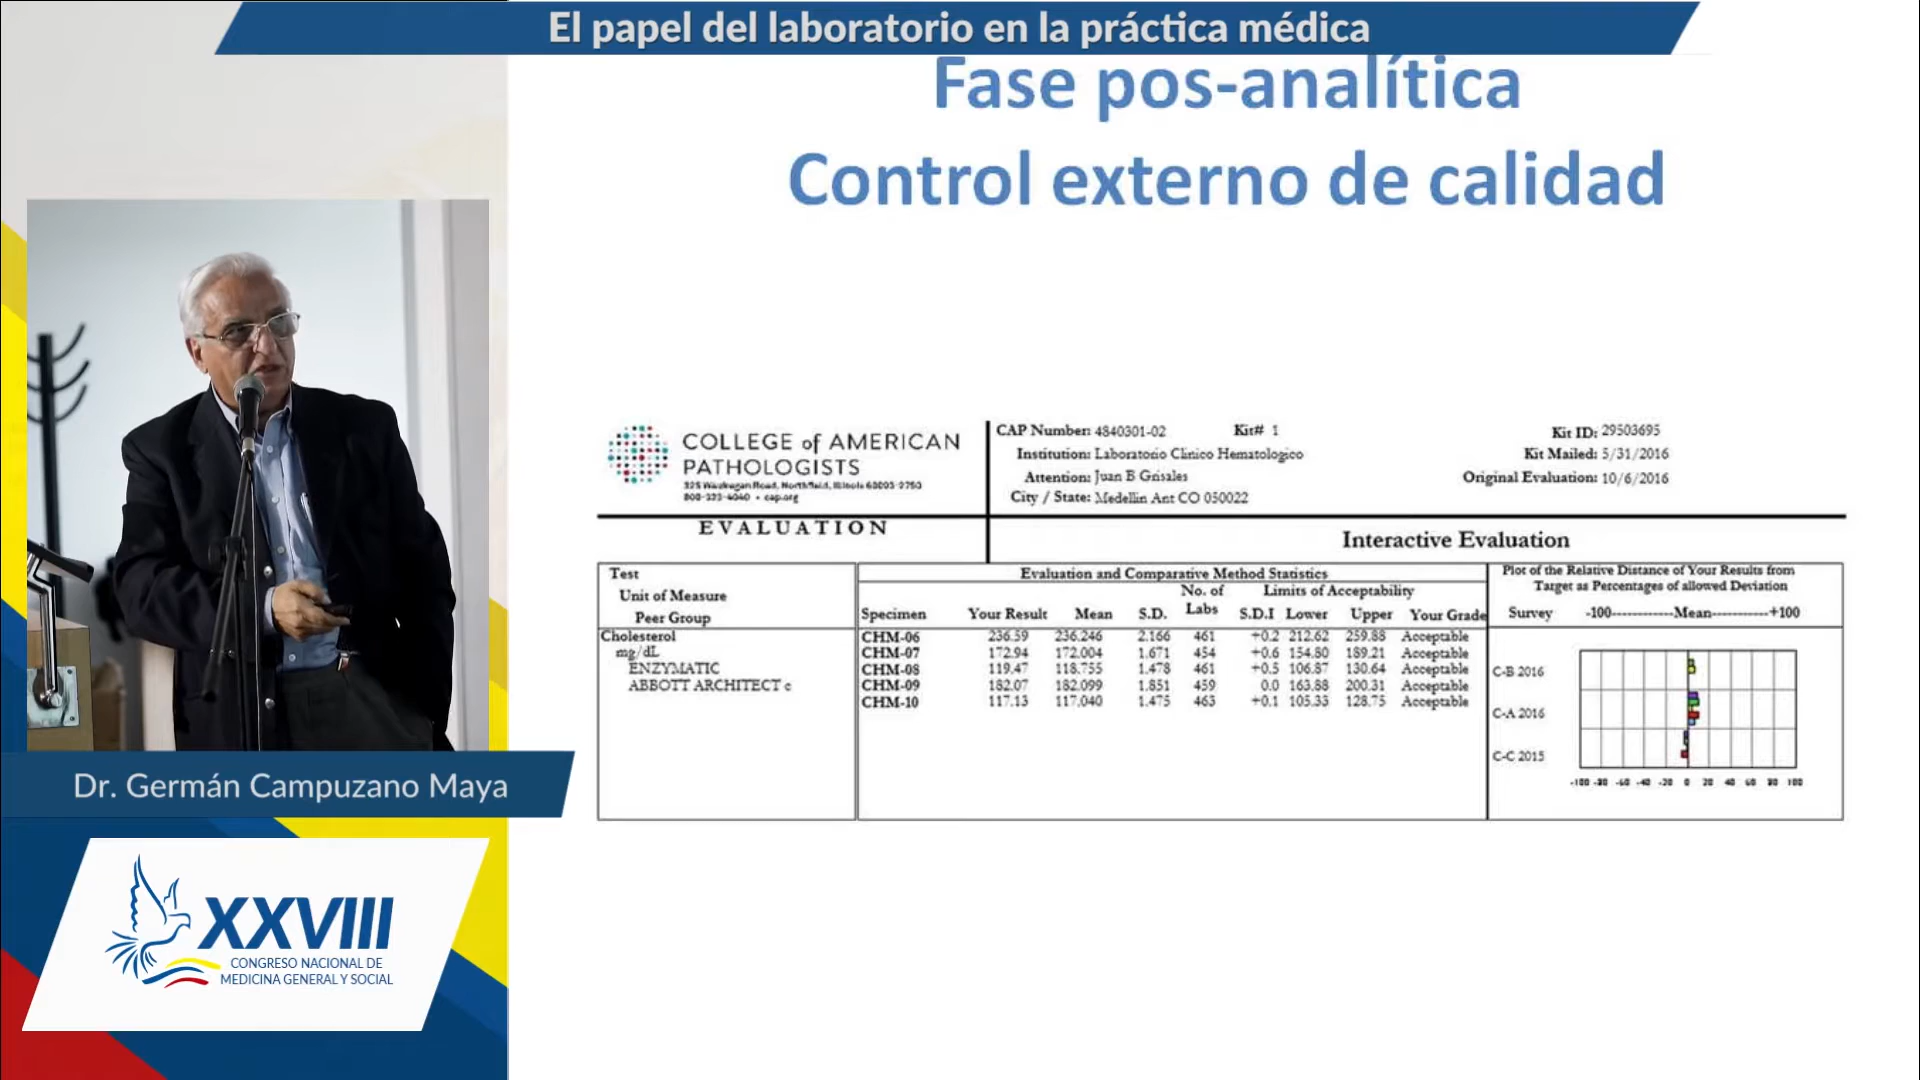 El papel del laboratorio en la práctica médica
Fase pos-analítica
Control externo de calidad
COLLEGE of AMERICAN
PATHOLOGISTS
325 Waukegan Road, Northfield, Illinois 60093-2750
800-323-4040 • cap.org
CAP Number: 4840301-02 Kit# 1
Institution: Laboratorio Clinico Hematologico
Attention: Juan B Grisales
City / State: Medellin Ant CO 050022
Kit ID: 29503695
Kit Mailed: 5/31/2016
Original Evaluation: 10/6/2016
EVALUATION
Interactive Evaluation
Test
Unit of Measure
Peer Group
Evaluation and Comparative Method Statistics
No. of Limits of Acceptability
Specimen Your Result Mean S.D. Labs S.D.I Lower Upper Your Grade
Plot of the Relative Distance of Your Results from
Target as Percentages of allowed Deviation
Survey -100------------Mean-----------+100
Cholesterol
mg/dL
ENZYMATIC
ABBOTT ARCHITECT c
CHM-06 236.59 236.246 2.166 461 +0.2 212.62 259.88 Acceptable
CHM-07 172.94 172.004 1.671 454 +0.6 154.80 189.21 Acceptable
CHM-08 119.47 118.755 1.478 461 +0.5 106.87 130.64 Acceptable
CHM-09 182.07 182.099 1.851 459 0.0 163.88 200.31 Acceptable
CHM-10 117.13 117.040 1.475 463 +0.1 105.33 128.75 Acceptable
C-B 2016
C-A 2016
C-C 2015
-100 -80 -60 -40 -20 0 20 40 60 80 100
Dr. Germán Campuzano Maya
XXVIII
CONGRESO NACIONAL DE
MEDICINA GENERAL Y SOCIAL